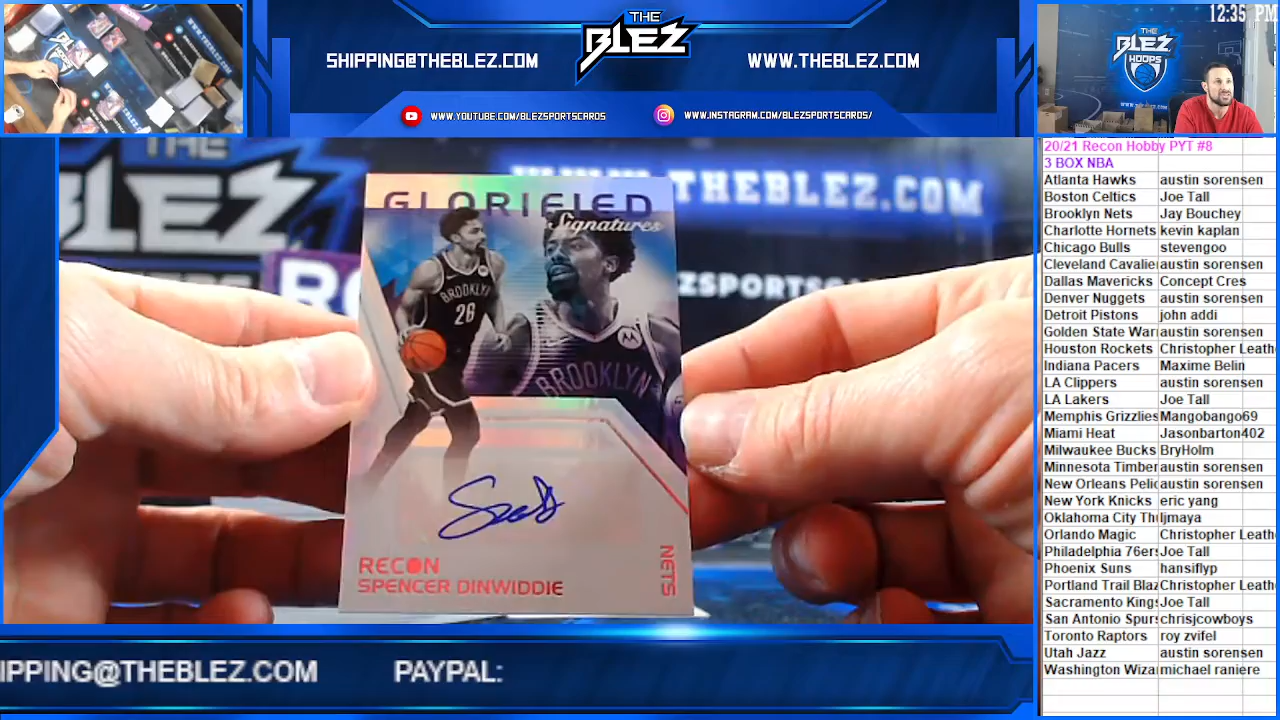 12:35 PM
THE
BLEZ
SHIPPING@THEBLEZ.COM
WWW.THEBLEZ.COM
WWW.YOUTUBE.COM/BLEZSPORTSCARDS
WWW.INSTAGRAM.COM/BLEZSPORTSCARDS/
THE
BLEZ
HOOPS
THE
BLEZ
WWW.THEBLEZ.COM
GLORIFIED
Signatures
BROOKLYN
26
BROOKLYN
RECON
SPENCER DINWIDDIE
NETS
IPPING@THEBLEZ.COM PAYPAL:
20/21 Recon Hobby PYT #8
3 BOX NBA
Atlanta Hawks austin sorensen
Boston Celtics Joe Tall
Brooklyn Nets Jay Bouchey
Charlotte Hornets kevin kaplan
Chicago Bulls stevengoo
Cleveland Cavalie austin sorensen
Dallas Mavericks Concept Cres
Denver Nuggets austin sorensen
Detroit Pistons john addi
Golden State War austin sorensen
Houston Rockets Christopher Leath
Indiana Pacers Maxime Belin
LA Clippers austin sorensen
LA Lakers Joe Tall
Memphis Grizzlies Mangobango69
Miami Heat Jasonbarton402
Milwaukee Bucks BryHolm
Minnesota Timber austin sorensen
New Orleans Peli austin sorensen
New York Knicks eric yang
Oklahoma City Th ljmaya
Orlando Magic Christopher Leath
Philadelphia 76ers Joe Tall
Phoenix Suns hansiflyp
Portland Trail Blaz Christopher Leath
Sacramento Kings Joe Tall
San Antonio Spurs chrisjcowboys
Toronto Raptors roy zvifel
Utah Jazz austin sorensen
Washington Wiza michael raniere